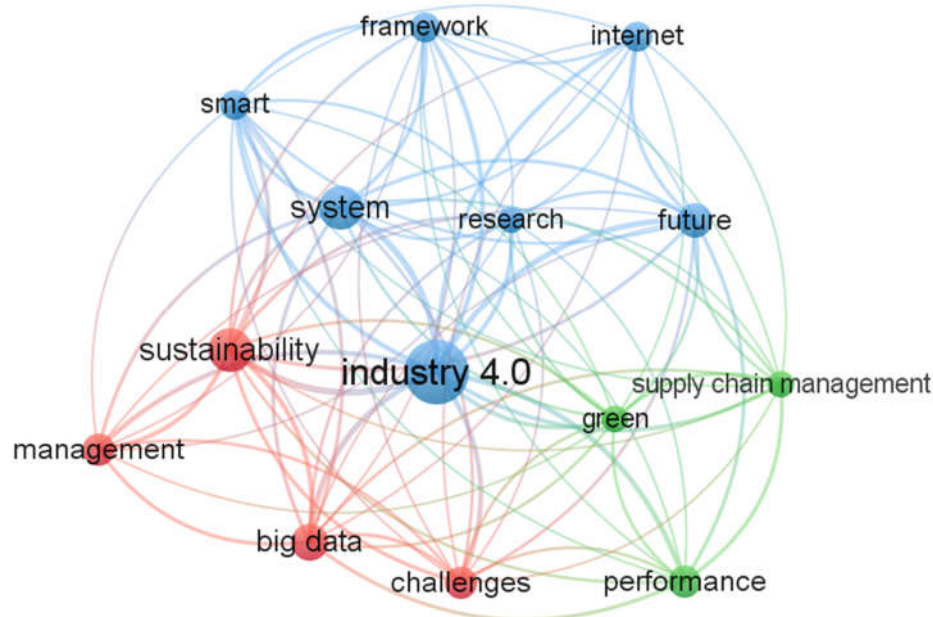 framework
internet
smart
system
research
future
sustainability
industry 4.0
supply chain management
green
management
big data
challenges
performance